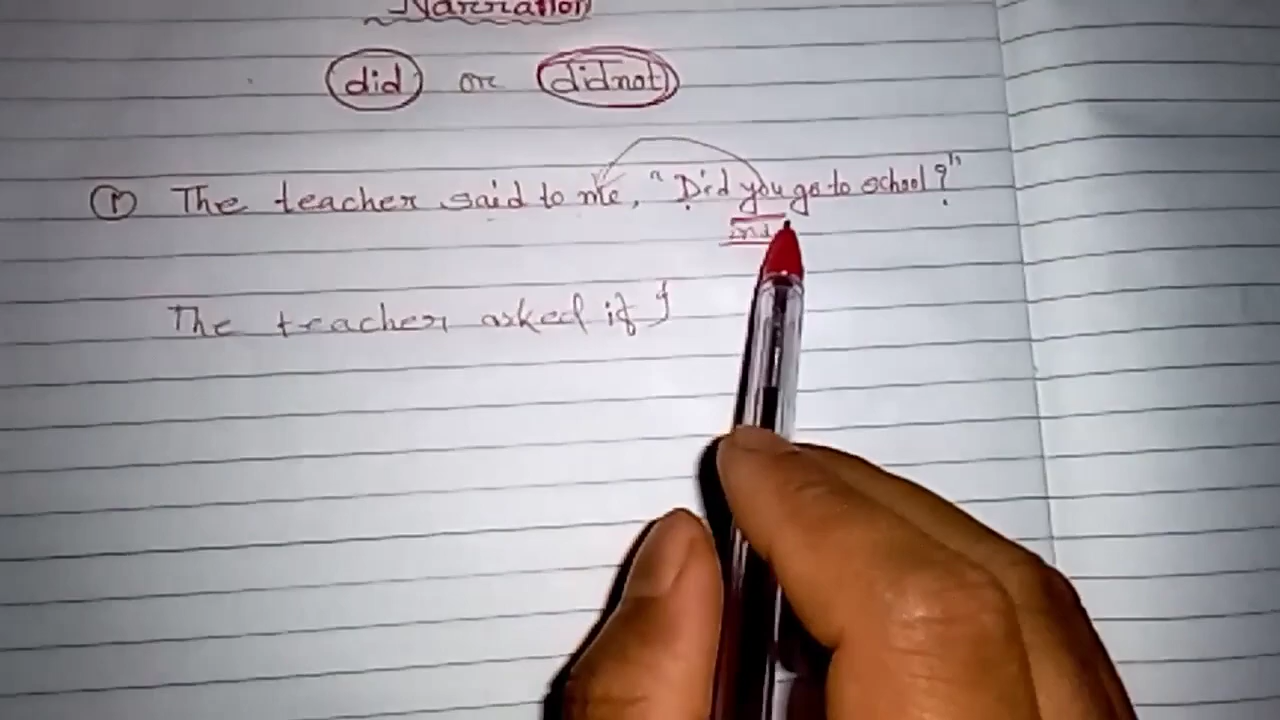 Narration
did or didnot
① The teacher said to me, "Did you go to school?"
2nd
The teacher asked if I